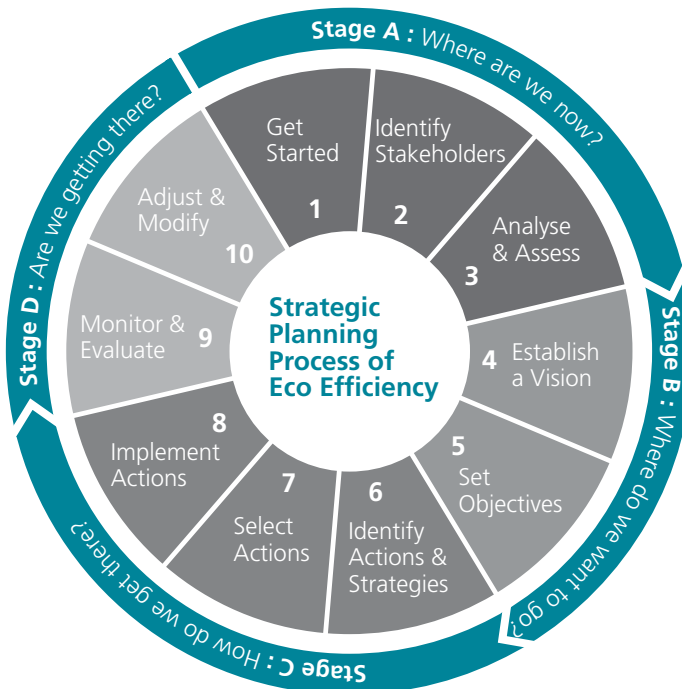 Stage A : Where are we now?
Get
Started
1
Identify
Stakeholders
2
Analyse
& Assess
3
Stage B : Where do we want to go?
4
Establish
a Vision
5
Set
Objectives
Stage C : How do we get there?
6
Identify
Actions &
Strategies
7
Select
Actions
8
Implement
Actions
Stage D : Are we getting there?
Monitor &
Evaluate
9
Adjust &
Modify
10
Strategic
Planning
Process of
Eco Efficiency